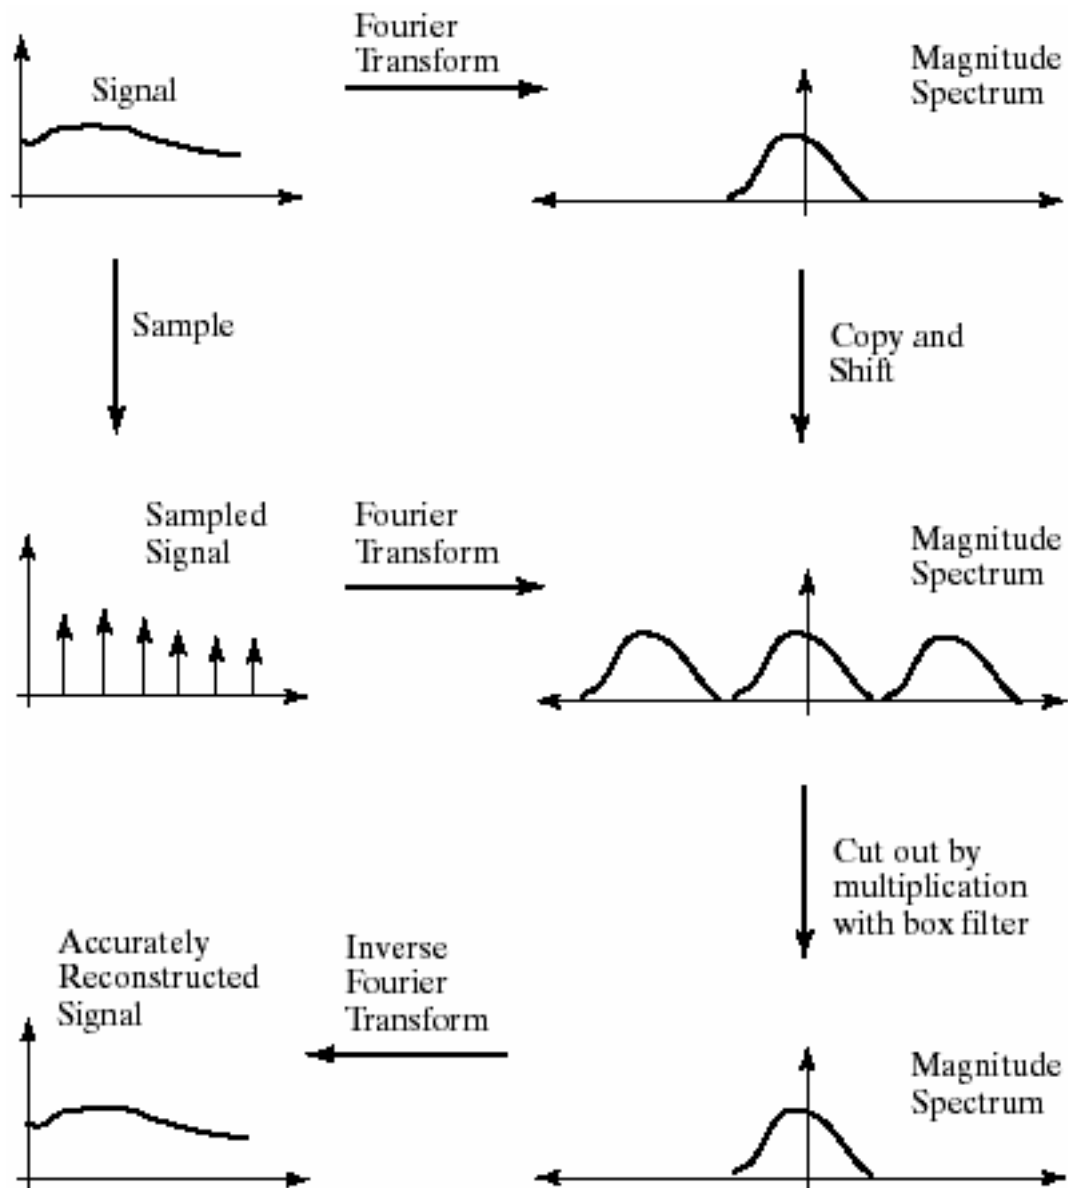 Signal
Fourier
Transform
Magnitude
Spectrum
Sample
Copy and
Shift
Sampled
Signal
Fourier
Transform
Magnitude
Spectrum
Cut out by
multiplication
with box filter
Accurately
Reconstructed
Signal
Inverse
Fourier
Transform
Magnitude
Spectrum